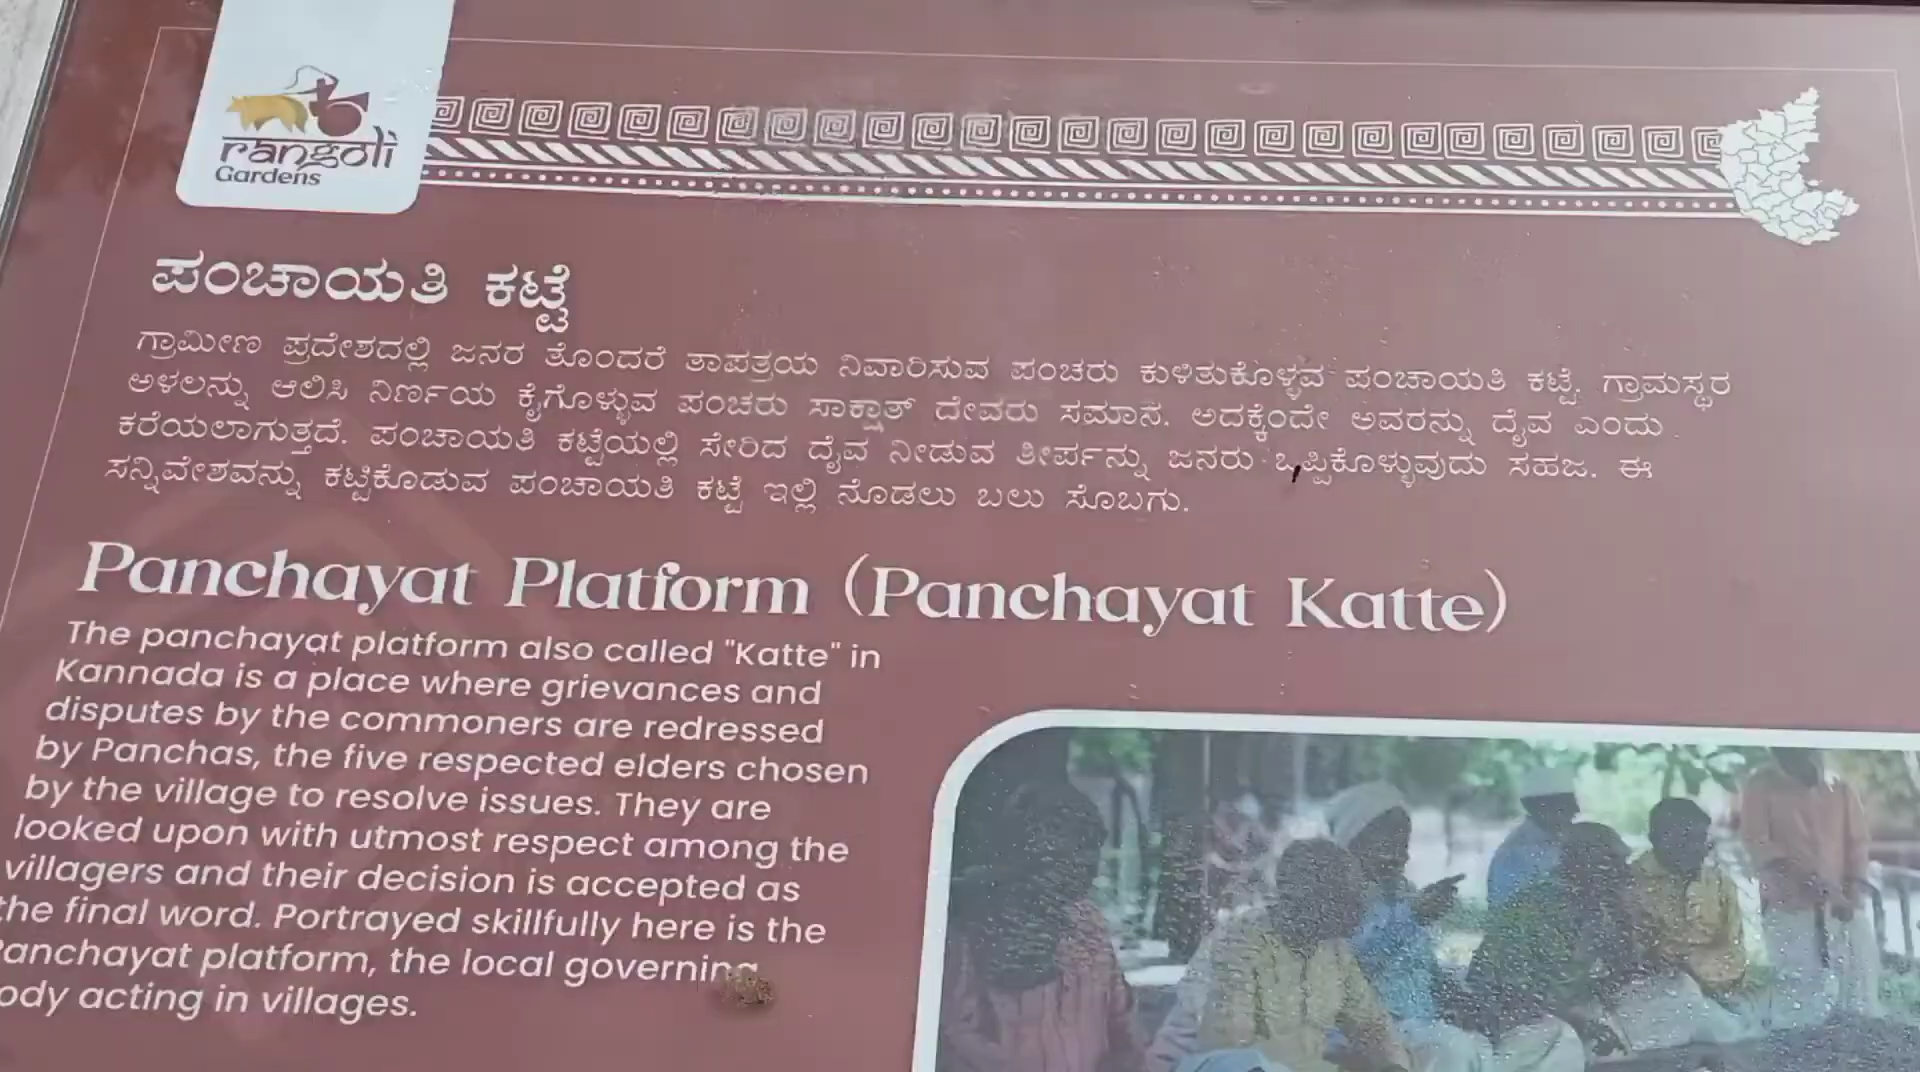 rangoli
Gardens
ಪಂಚಾಯತಿ ಕಟ್ಟೆ
ಗ್ರಾಮೀಣ ಪ್ರದೇಶದಲ್ಲಿ ಜನರ ತೊಂದರೆ ತಾಪತ್ರಯ ನಿವಾರಿಸುವ ಪಂಚರು ಕುಳಿತುಕೊಳ್ಳವ ಪಂಚಾಯತಿ ಕಟ್ಟೆ. ಗ್ರಾಮಸ್ಥರ
ಅಳಲನ್ನು ಆಲಿಸಿ ನಿರ್ಣಯ ಕೈಗೊಳ್ಳುವ ಪಂಚರು ಸಾಕ್ಷಾತ್ ದೇವರು ಸಮಾನ. ಅದಕ್ಕೆಂದೇ ಅವರನ್ನು ದೈವ ಎಂದು
ಕರೆಯಲಾಗುತ್ತದೆ. ಪಂಚಾಯತಿ ಕಟ್ಟೆಯಲ್ಲಿ ಸೇರಿದ ದೈವ ನೀಡುವ ತೀರ್ಪನ್ನು ಜನರು ಒಪ್ಪಿಕೊಳ್ಳುವುದು ಸಹಜ. ಈ
ಸನ್ನಿವೇಶವನ್ನು ಕಟ್ಟಿಕೊಡುವ ಪಂಚಾಯತಿ ಕಟ್ಟೆ ಇಲ್ಲಿ ನೊಡಲು ಬಲು ಸೊಬಗು.
Panchayat Platform (Panchayat Katte)
The panchayat platform also called "Katte" in
Kannada is a place where grievances and
disputes by the commoners are redressed
by Panchas, the five respected elders chosen
by the village to resolve issues. They are
looked upon with utmost respect among the
villagers and their decision is accepted as
the final word. Portrayed skillfully here is the
Panchayat platform, the local governing
ody acting in villages.